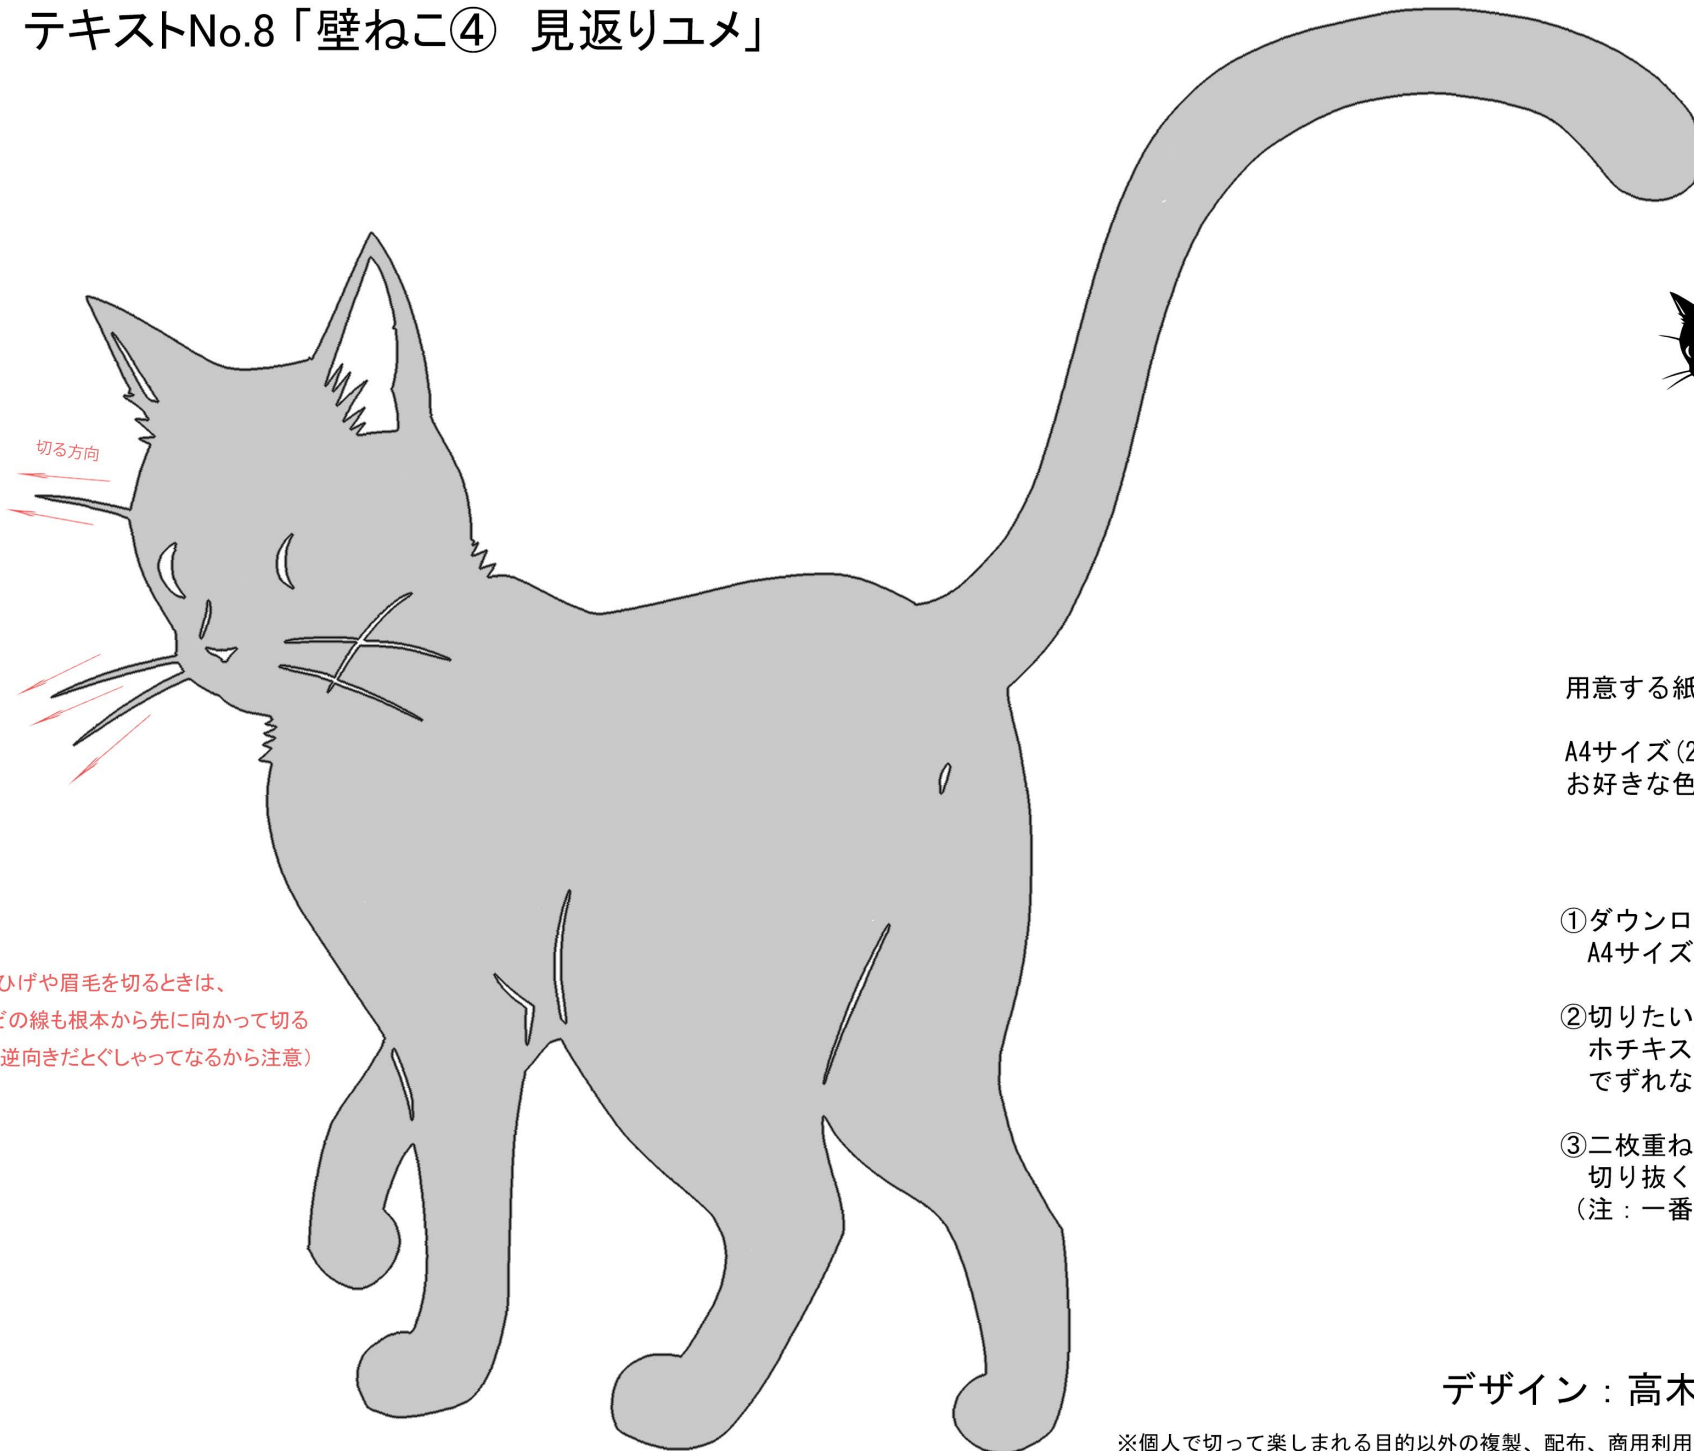 テキストNo.8「壁ねこ④　見返りユメ」
切る方向
ひげや眉毛を切るときは、
どの線も根本から先に向かって切る
逆向きだとぐしゃってなるから注意）
用意する紙
A4サイズ(2
お好きな色
①ダウンロ
A4サイズ
②切りたい
ホチキス
でずれな
③二枚重ね
切り抜く
（注：一番
デザイン：高木
※個人で切って楽しまれる目的以外の複製、配布、商用利用